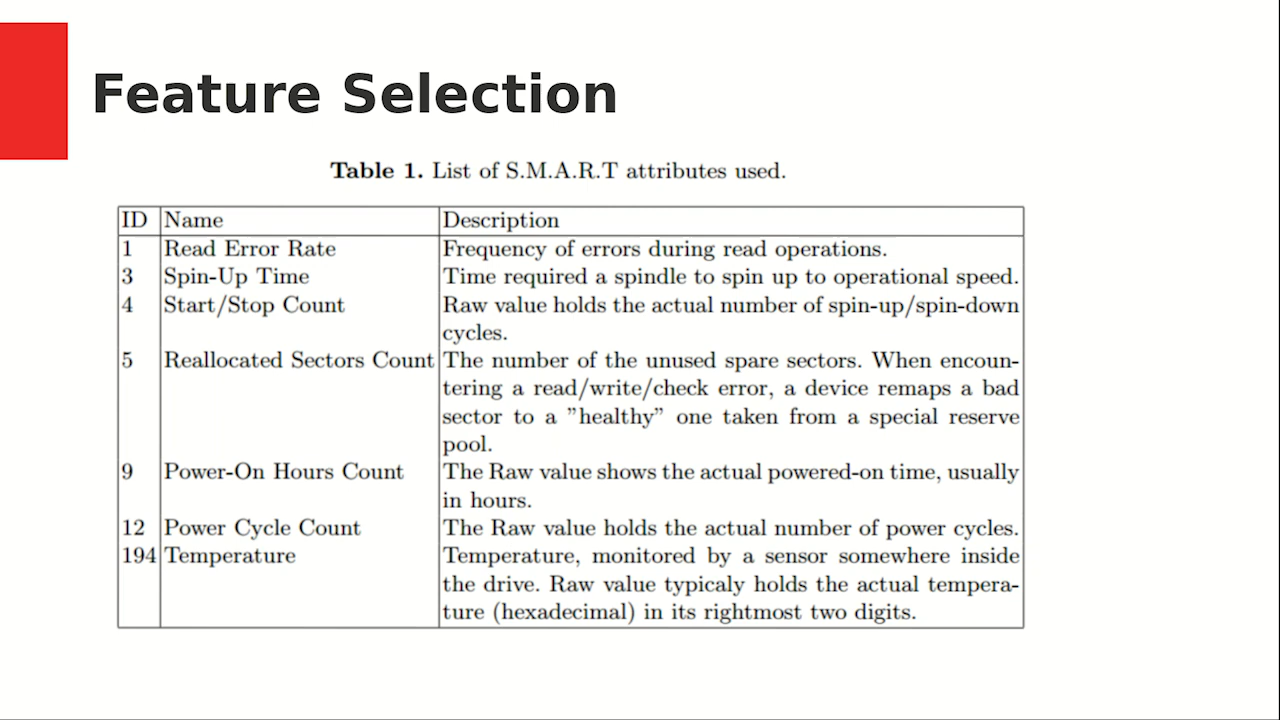 Feature Selection
Table 1. List of S.M.A.R.T attributes used.
ID Name Description
1 Read Error Rate Frequency of errors during read operations.
3 Spin-Up Time Time required a spindle to spin up to operational speed.
4 Start/Stop Count Raw value holds the actual number of spin-up/spin-down
cycles.
5 Reallocated Sectors Count The number of the unused spare sectors. When encoun-
tering a read/write/check error, a device remaps a bad
sector to a ”healthy” one taken from a special reserve
pool.
9 Power-On Hours Count The Raw value shows the actual powered-on time, usually
in hours.
12 Power Cycle Count The Raw value holds the actual number of power cycles.
194 Temperature Temperature, monitored by a sensor somewhere inside
the drive. Raw value typicaly holds the actual tempera-
ture (hexadecimal) in its rightmost two digits.